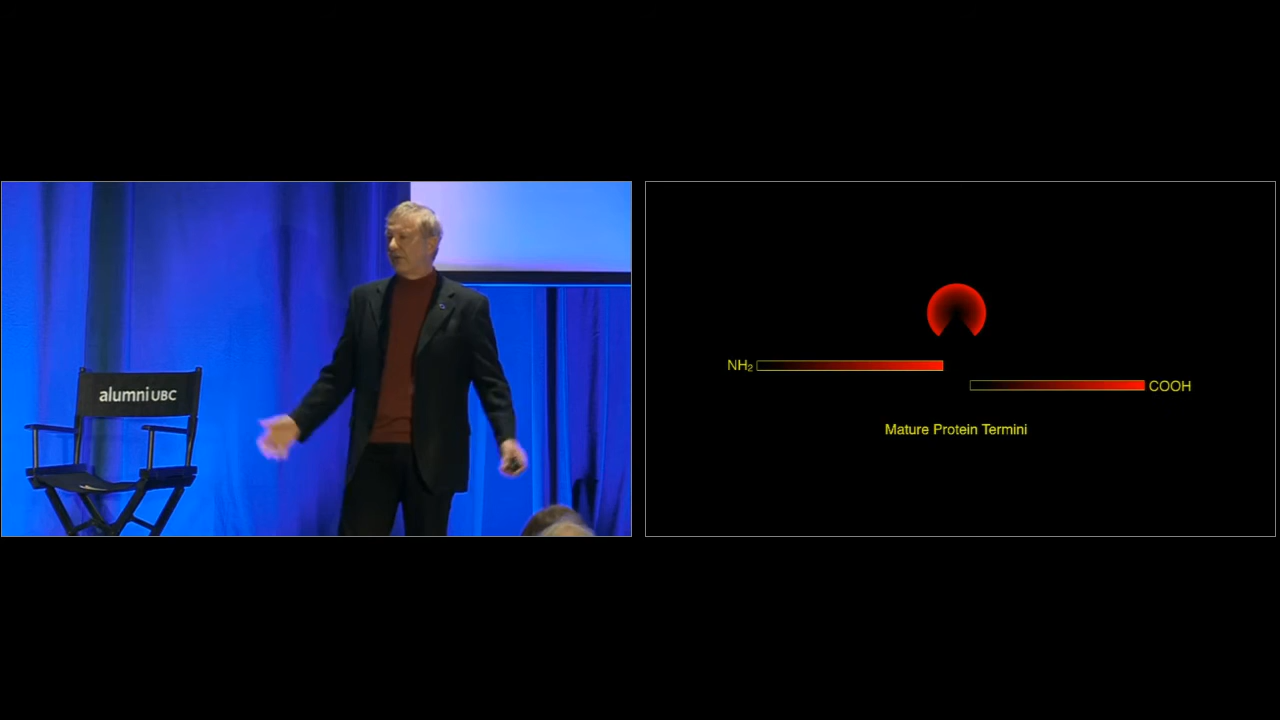 alumni UBC
NH₂
COOH
Mature Protein Termini